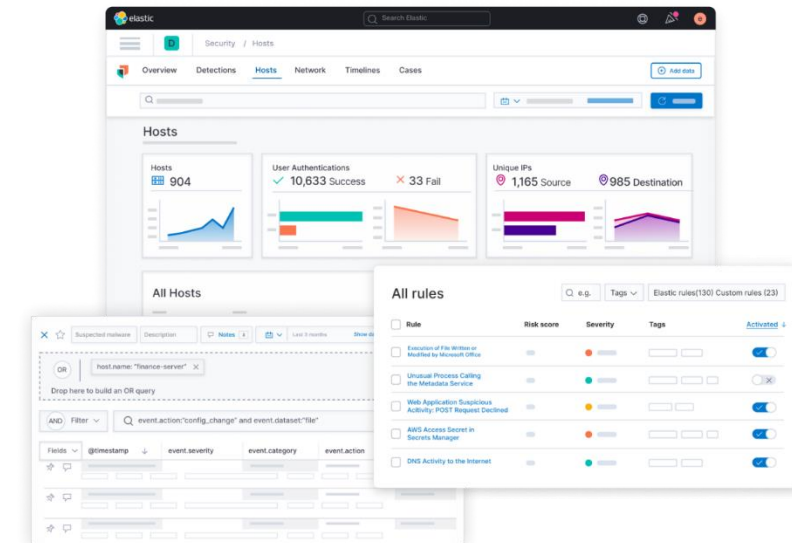 elastic
Search Elastic
D
Security / Hosts
Overview Detections Hosts Network Timelines Cases
Add data
Hosts
Hosts
904
User Authentications
10,633 Success
33 Fail
Unique IPs
1,165 Source
985 Destination
All Hosts
All rules
e.g.
Tags
Elastic rules(130) Custom rules (23)
Rule Risk score Severity Tags Activated
Execution of File Written or
Modified by Microsoft Office
Unusual Process Calling
the Metadata Service
Web Application Suspicious
Acitivity: POST Request Declined
AWS Access Secret in
Secrets Manager
DNS Activity to the Internet
Suspected malware
Description
Notes
Last 3 months
Show
OR
host.name: "finance-server"
Drop here to build an OR query
AND
Filter
event.action:"config_change" and event.dataset:"file"
Fields @timestamp event.severity event.category event.action